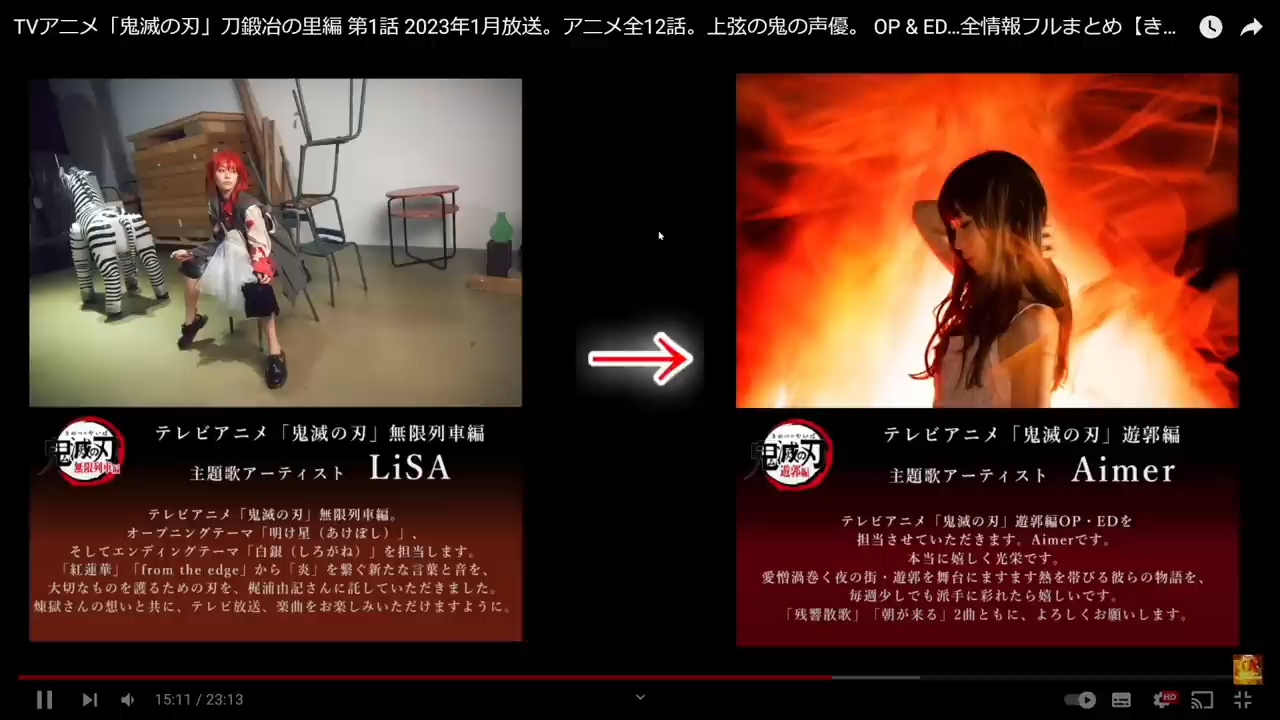 TVアニメ「鬼滅の刃」刀鍛冶の里編 第1話 2023年1月放送。アニメ全12話。上弦の鬼の声優。 OP & ED...全情報フルまとめ【き...
鬼滅の刃
無限列車編
テレビアニメ「鬼滅の刃」無限列車編
主題歌アーティスト LiSA
テレビアニメ「鬼滅の刃」無限列車編。
オープニングテーマ「明け星（あけぼし）」、
そしてエンディングテーマ「白銀（しろがね）」を担当します。
「紅蓮華」「from the edge」から「炎」を繋ぐ新たな言葉と音を、
大切なものを護るための刃を、梶浦由記さんに託していただきました。
煉獄さんの想いと共に、テレビ放送、楽曲をお楽しみいただけますように。
鬼滅の刃
遊郭編
テレビアニメ「鬼滅の刃」遊郭編
主題歌アーティスト Aimer
テレビアニメ「鬼滅の刃」遊郭編OP・EDを
担当させていただきます。Aimerです。
本当に嬉しく光栄です。
愛憎渦巻く夜の街・遊郭を舞台にますます熱を帯びる彼らの物語を、
毎週少しでも派手に彩れたら嬉しいです。
「残響散歌」「朝が来る」2曲ともに、よろしくお願いします。
15:11 / 23:13
HD